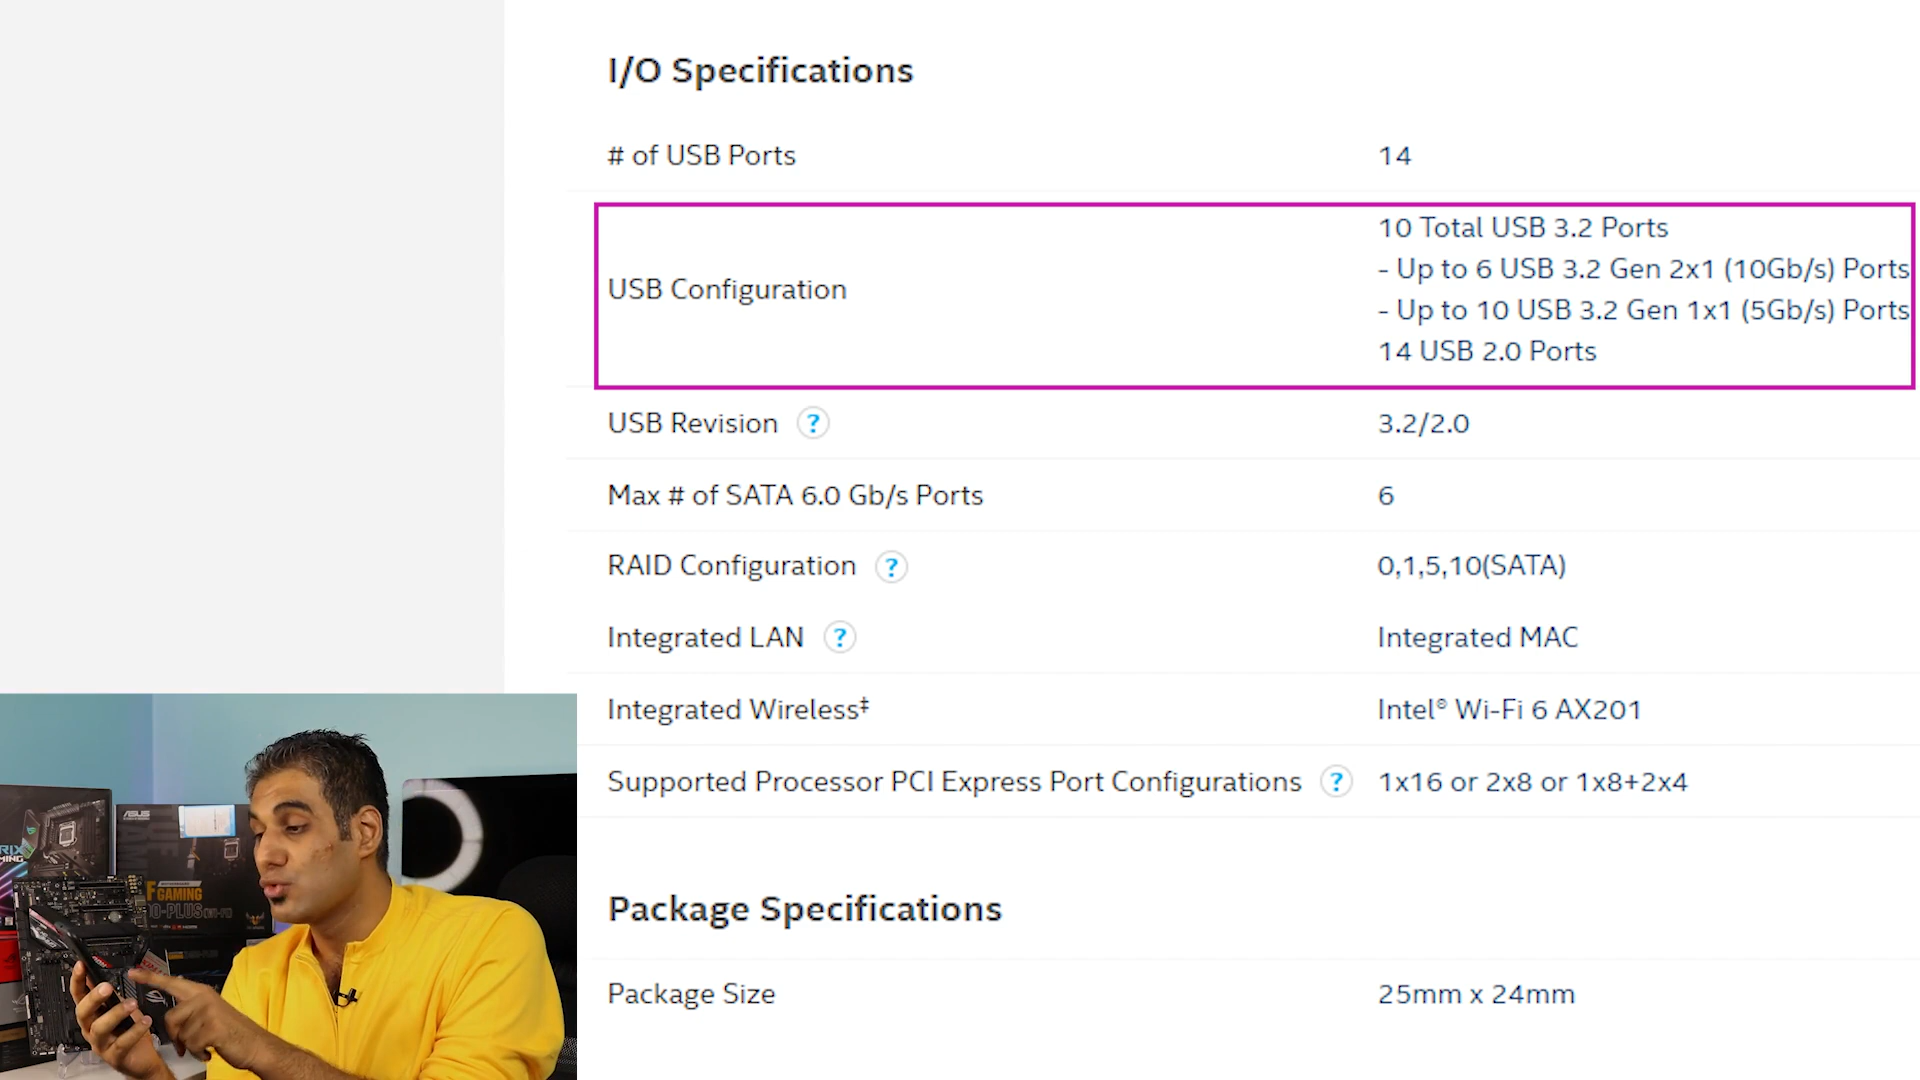 I/O Specifications
# of USB Ports 14
USB Configuration
10 Total USB 3.2 Ports
- Up to 6 USB 3.2 Gen 2x1 (10Gb/s) Ports
- Up to 10 USB 3.2 Gen 1x1 (5Gb/s) Ports
14 USB 2.0 Ports
USB Revision ? 3.2/2.0
Max # of SATA 6.0 Gb/s Ports 6
RAID Configuration ? 0,1,5,10(SATA)
Integrated LAN ? Integrated MAC
Integrated Wireless‡ Intel® Wi-Fi 6 AX201
Supported Processor PCI Express Port Configurations ? 1x16 or 2x8 or 1x8+2x4
Package Specifications
Package Size 25mm x 24mm
ASUS
GAMING